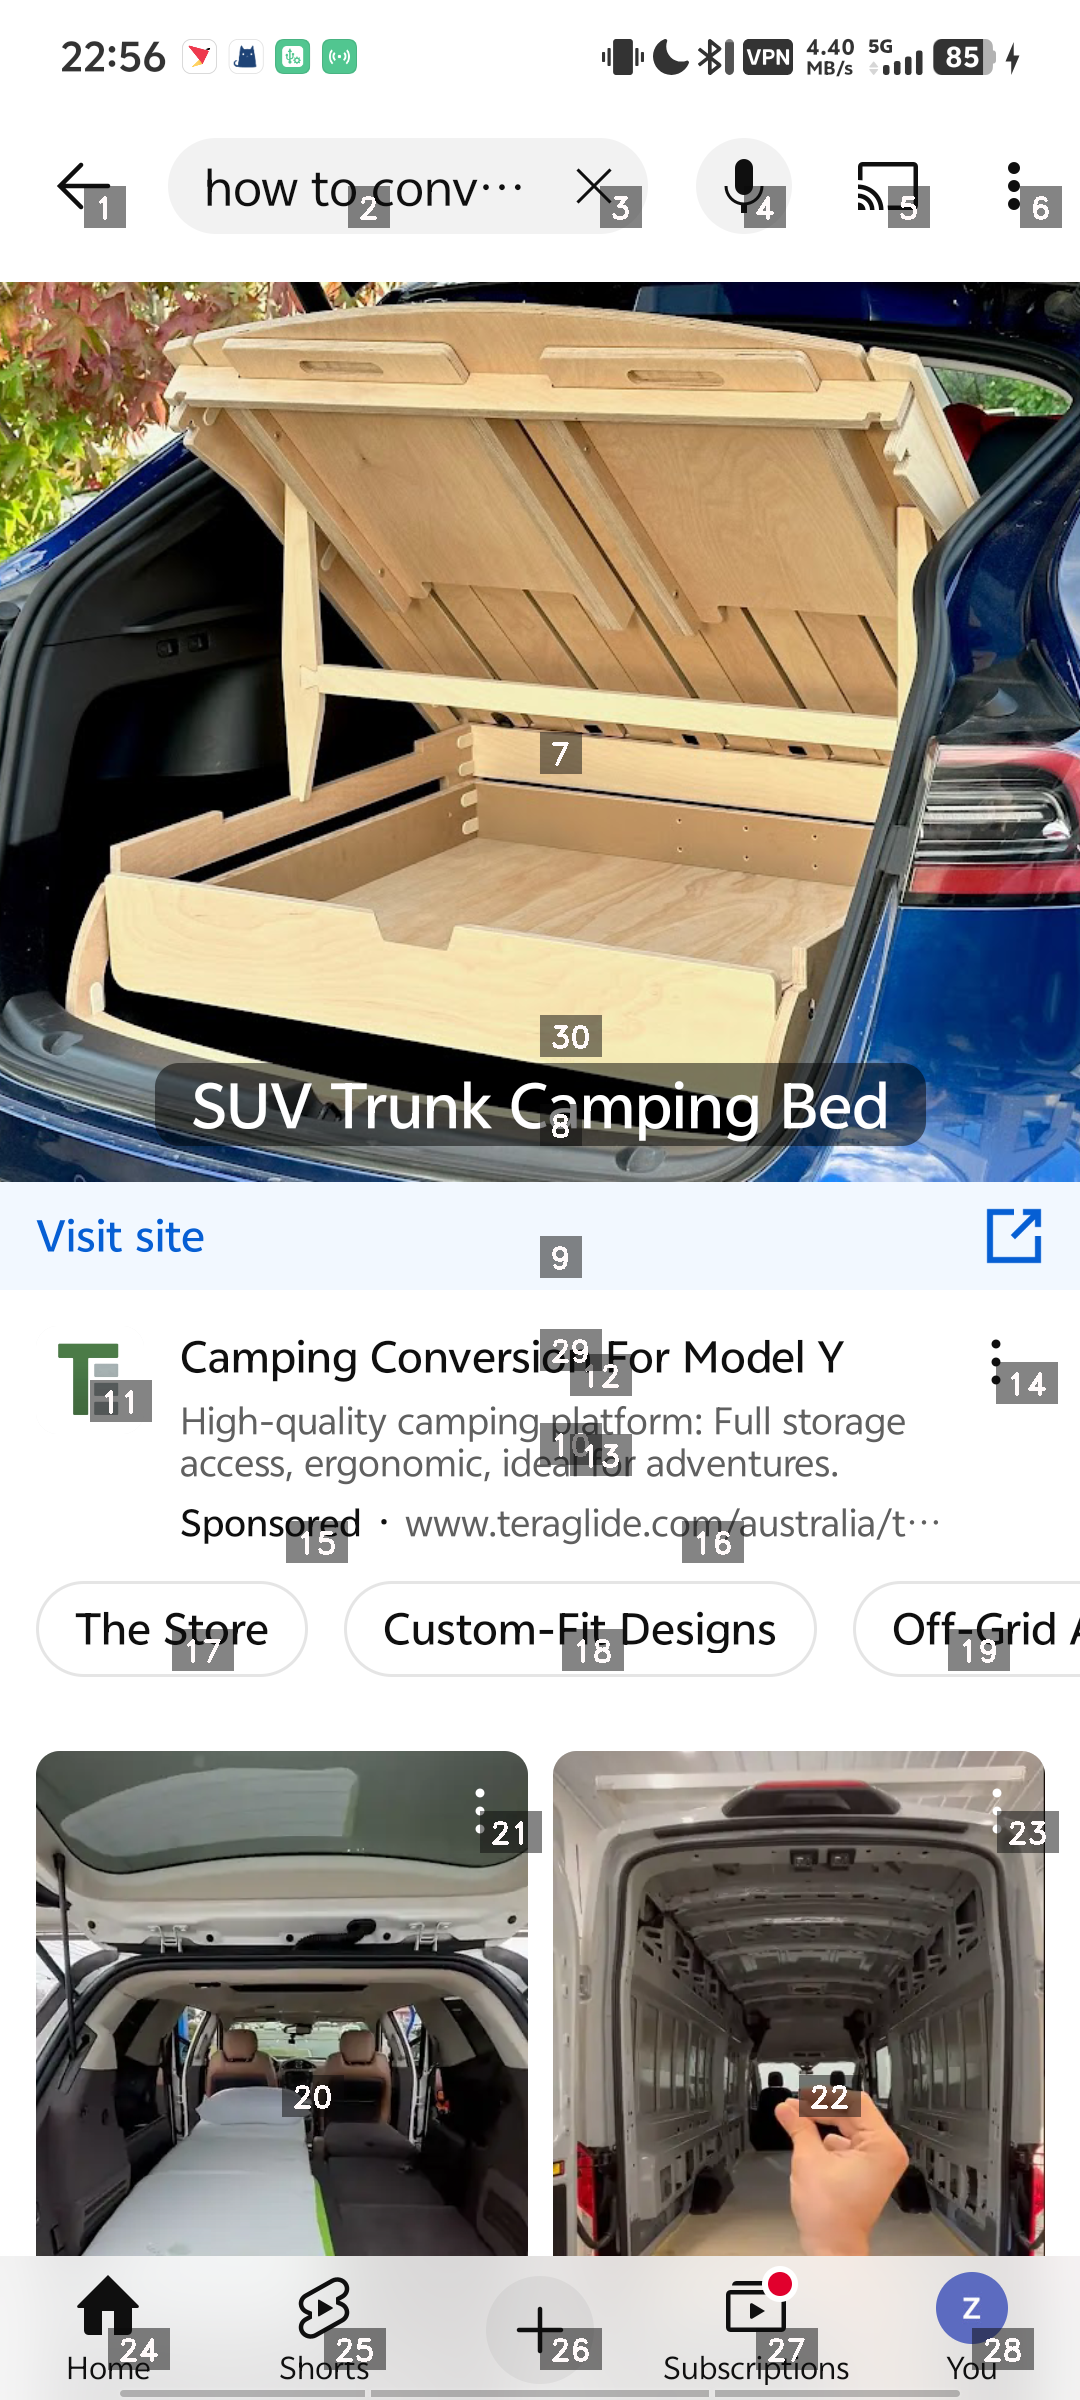 22:56
VPN
4.40
MB/s
5G
85
how to conv···
1
2
3
4
5
6
7
30
SUV Trunk Camping Bed
8
Visit site
9
TE
11
Camping Conversion For Model Y
29
12
14
High-quality camping platform: Full storage
access, ergonomic, ideal for adventures.
10
13
Sponsored · www.teraglide.com/australia/t···
15
16
The Store
Custom-Fit Designs
Off-Grid A
17
18
19
21
23
20
22
Z
24
25
26
27
28
Home
Shorts
Subscriptions
You